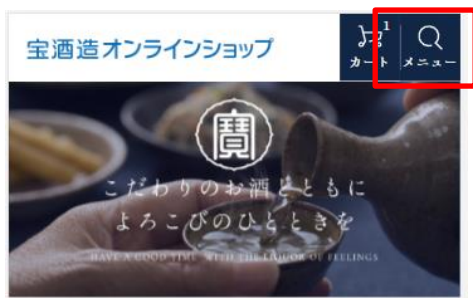 宝酒造オンラインショップ
1
カート
メニュー
寶
こだわりのお酒とともに
よろこびのひとときを
HAVE A GOOD TIME WITH THE LIQUOR OF FEELINGS